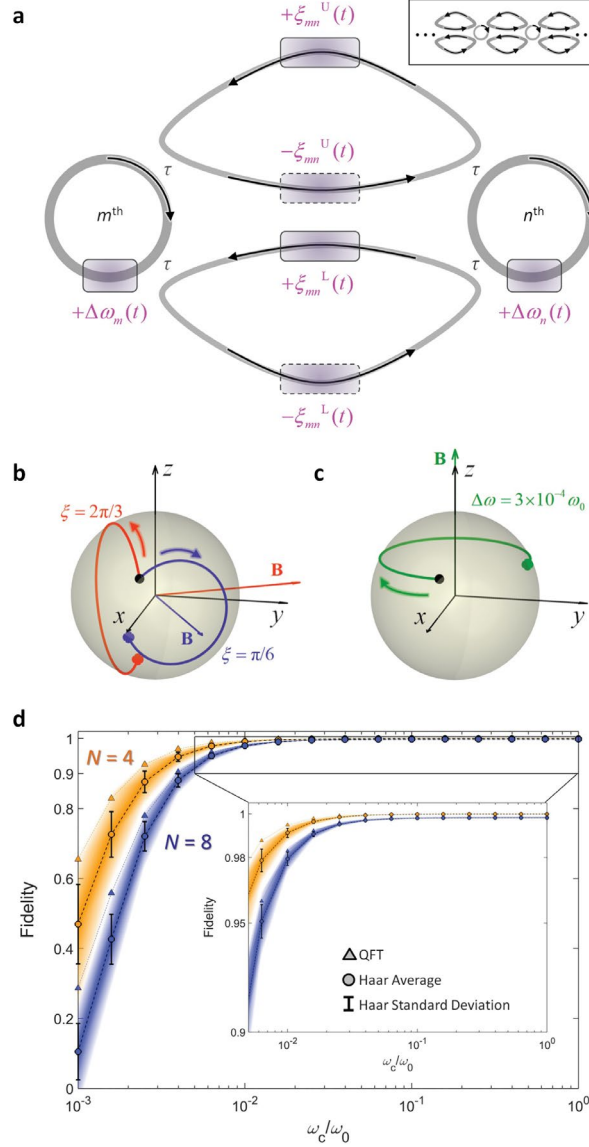 a
+ξₘₙᵁ(t)
−ξₘₙᵁ(t)
τ
τ
mᵗʰ
nᵗʰ
τ
τ
+ξₘₙᴸ(t)
+Δωₘ(t)
+Δωₙ(t)
−ξₘₙᴸ(t)
b
z
ξ = 2π/3
B
x
y
B
ξ = π/6
c
B
z
Δω = 3×10⁻⁴ ω₀
x
y
d
Fidelity
1
0.9
0.8
0.6
0.4
0.2
0
N = 4
N = 8
Fidelity
1
0.98
0.95
0.9
QFT
Haar Average
Haar Standard Deviation
10⁻² 10⁻¹ 10⁰
ω_c/ω₀
10⁻³ 10⁻² 10⁻¹ 10⁰
ω_c/ω₀